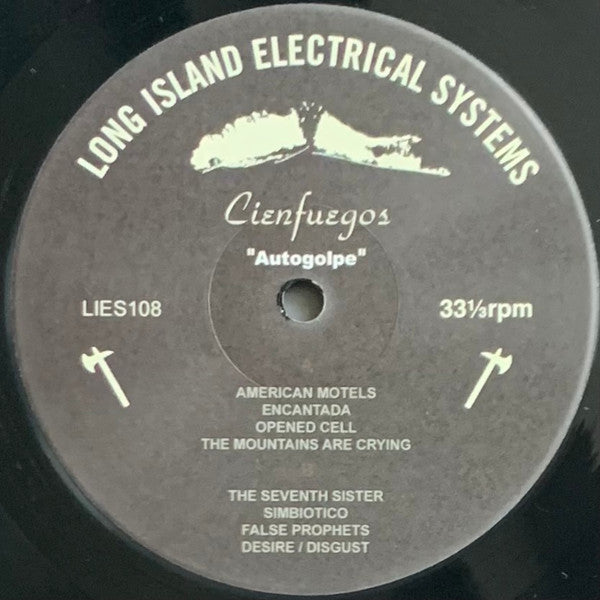 LONG ISLAND ELECTRICAL SYSTEMS
Cienfuegos
"Autogolpe"
LIES108
33⅓rpm
AMERICAN MOTELS
ENCANTADA
OPENED CELL
THE MOUNTAINS ARE CRYING
THE SEVENTH SISTER
SIMBIOTICO
FALSE PROPHETS
DESIRE / DISGUST